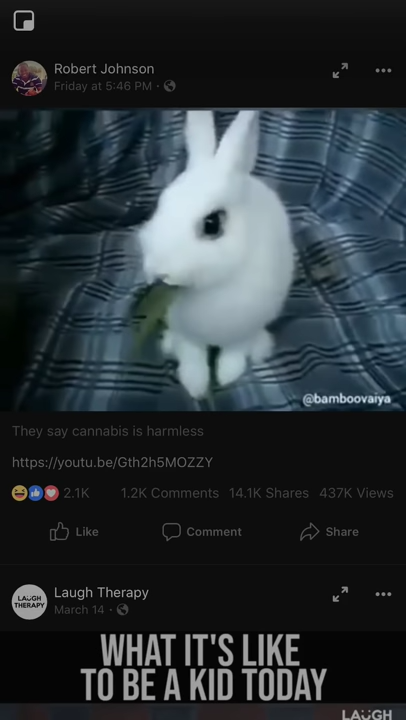 Robert Johnson
Friday at 5:46 PM ·
@bamboovaiya
They say cannabis is harmless
https://youtu.be/Gth2h5MOZZY
2.1K 1.2K Comments 14.1K Shares 437K Views
Like Comment Share
LAUGH
THERAPY
Laugh Therapy
March 14 ·
WHAT IT'S LIKE
TO BE A KID TODAY
LAUGH